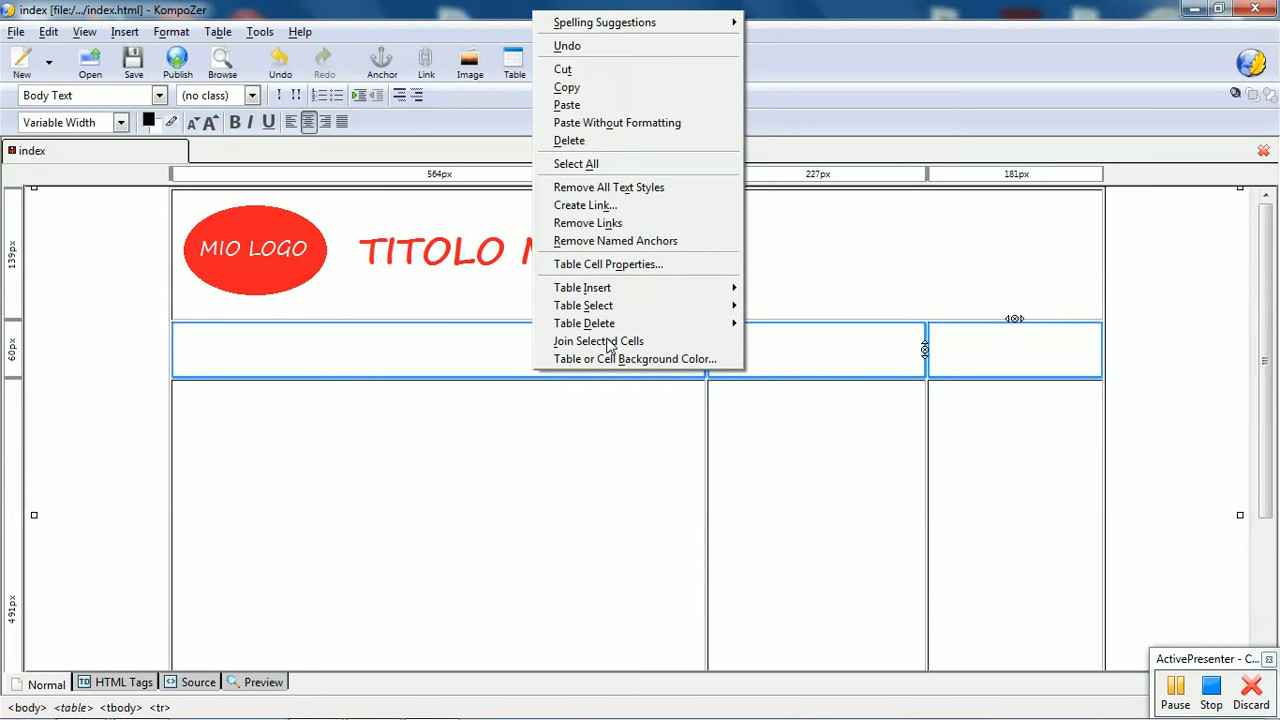 index [file:/.../index.html] - KompoZer
File Edit View Insert Format Table Tools Help
New Open Save Publish Browse Undo Redo Anchor Link Image Table
Body Text (no class)
Variable Width
index
564px 227px 181px
139px
60px
491px
MIO LOGO
TITOLO
Spelling Suggestions
Undo
Cut
Copy
Paste
Paste Without Formatting
Delete
Select All
Remove All Text Styles
Create Link...
Remove Links
Remove Named Anchors
Table Cell Properties...
Table Insert
Table Select
Table Delete
Join Selected Cells
Table or Cell Background Color...
Normal HTML Tags Source Preview
<body> <table> <tbody> <tr>
ActivePresenter - C...
Pause Stop Discard